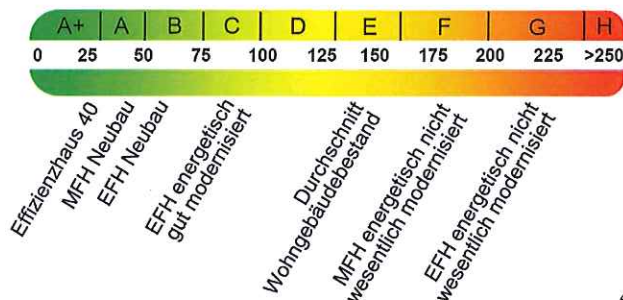 A+ A B C D E F G H
0 25 50 75 100 125 150 175 200 225 >250
Effizienzhaus 40
MFH Neubau
EFH Neubau
EFH energetisch
gut modernisiert
Durchschnitt
Wohngebäudebestand
MFH energetisch nicht
wesentlich modernisiert
EFH energetisch nicht
wesentlich modernisiert